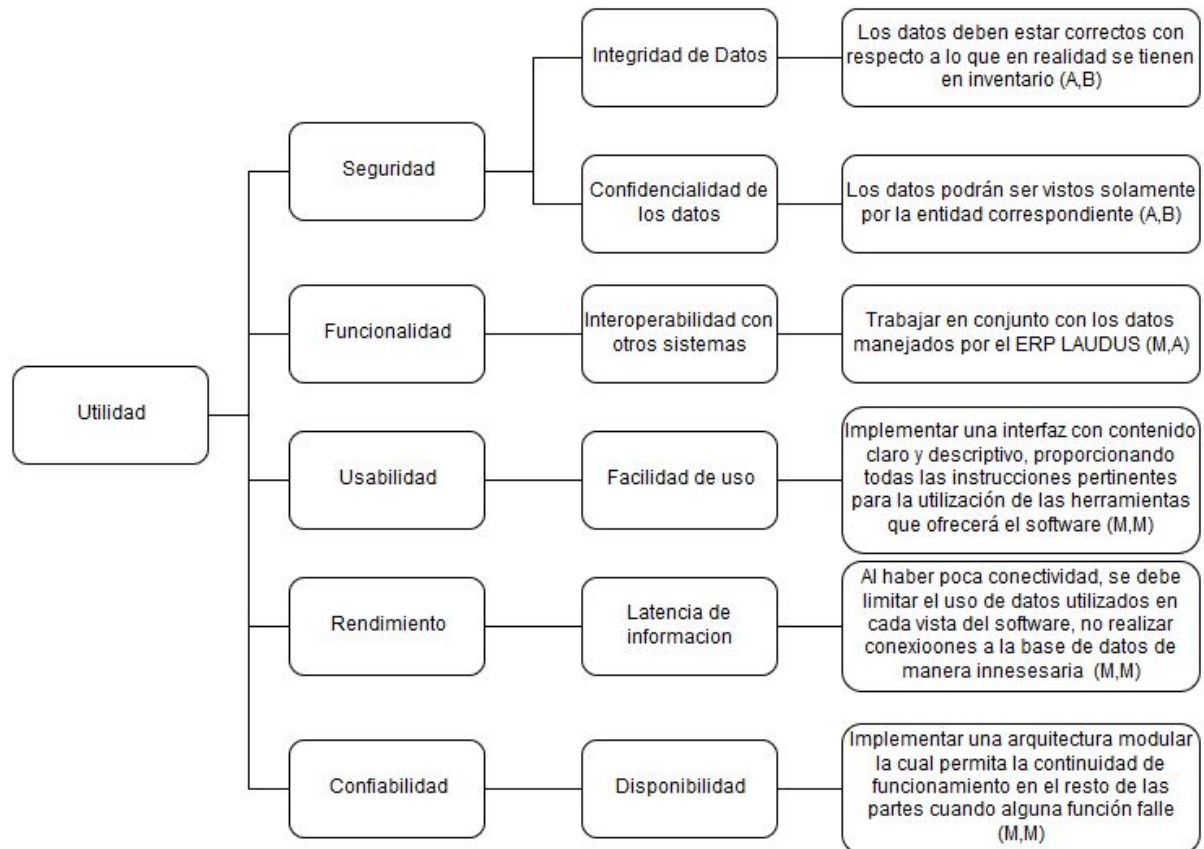 Integridad de Datos
Los datos deben estar correctos con
respecto a lo que en realidad se tienen
en inventario (A,B)
Seguridad
Confidencialidad de
los datos
Los datos podrán ser vistos solamente
por la entidad correspondiente (A,B)
Funcionalidad
Interoperabilidad con
otros sistemas
Trabajar en conjunto con los datos
manejados por el ERP LAUDUS (M,A)
Utilidad
Usabilidad
Facilidad de uso
Implementar una interfaz con contenido
claro y descriptivo, proporcionando
todas las instrucciones pertinentes
para la utilización de las herramientas
que ofrecerá el software (M,M)
Rendimiento
Latencia de
informacion
Al haber poca conectividad, se debe
limitar el uso de datos utilizados en
cada vista del software, no realizar
conexioones a la base de datos de
manera innesesaria (M,M)
Confiabilidad
Disponibilidad
Implementar una arquitectura modular
la cual permita la continuidad de
funcionamiento en el resto de las
partes cuando alguna función falle
(M,M)